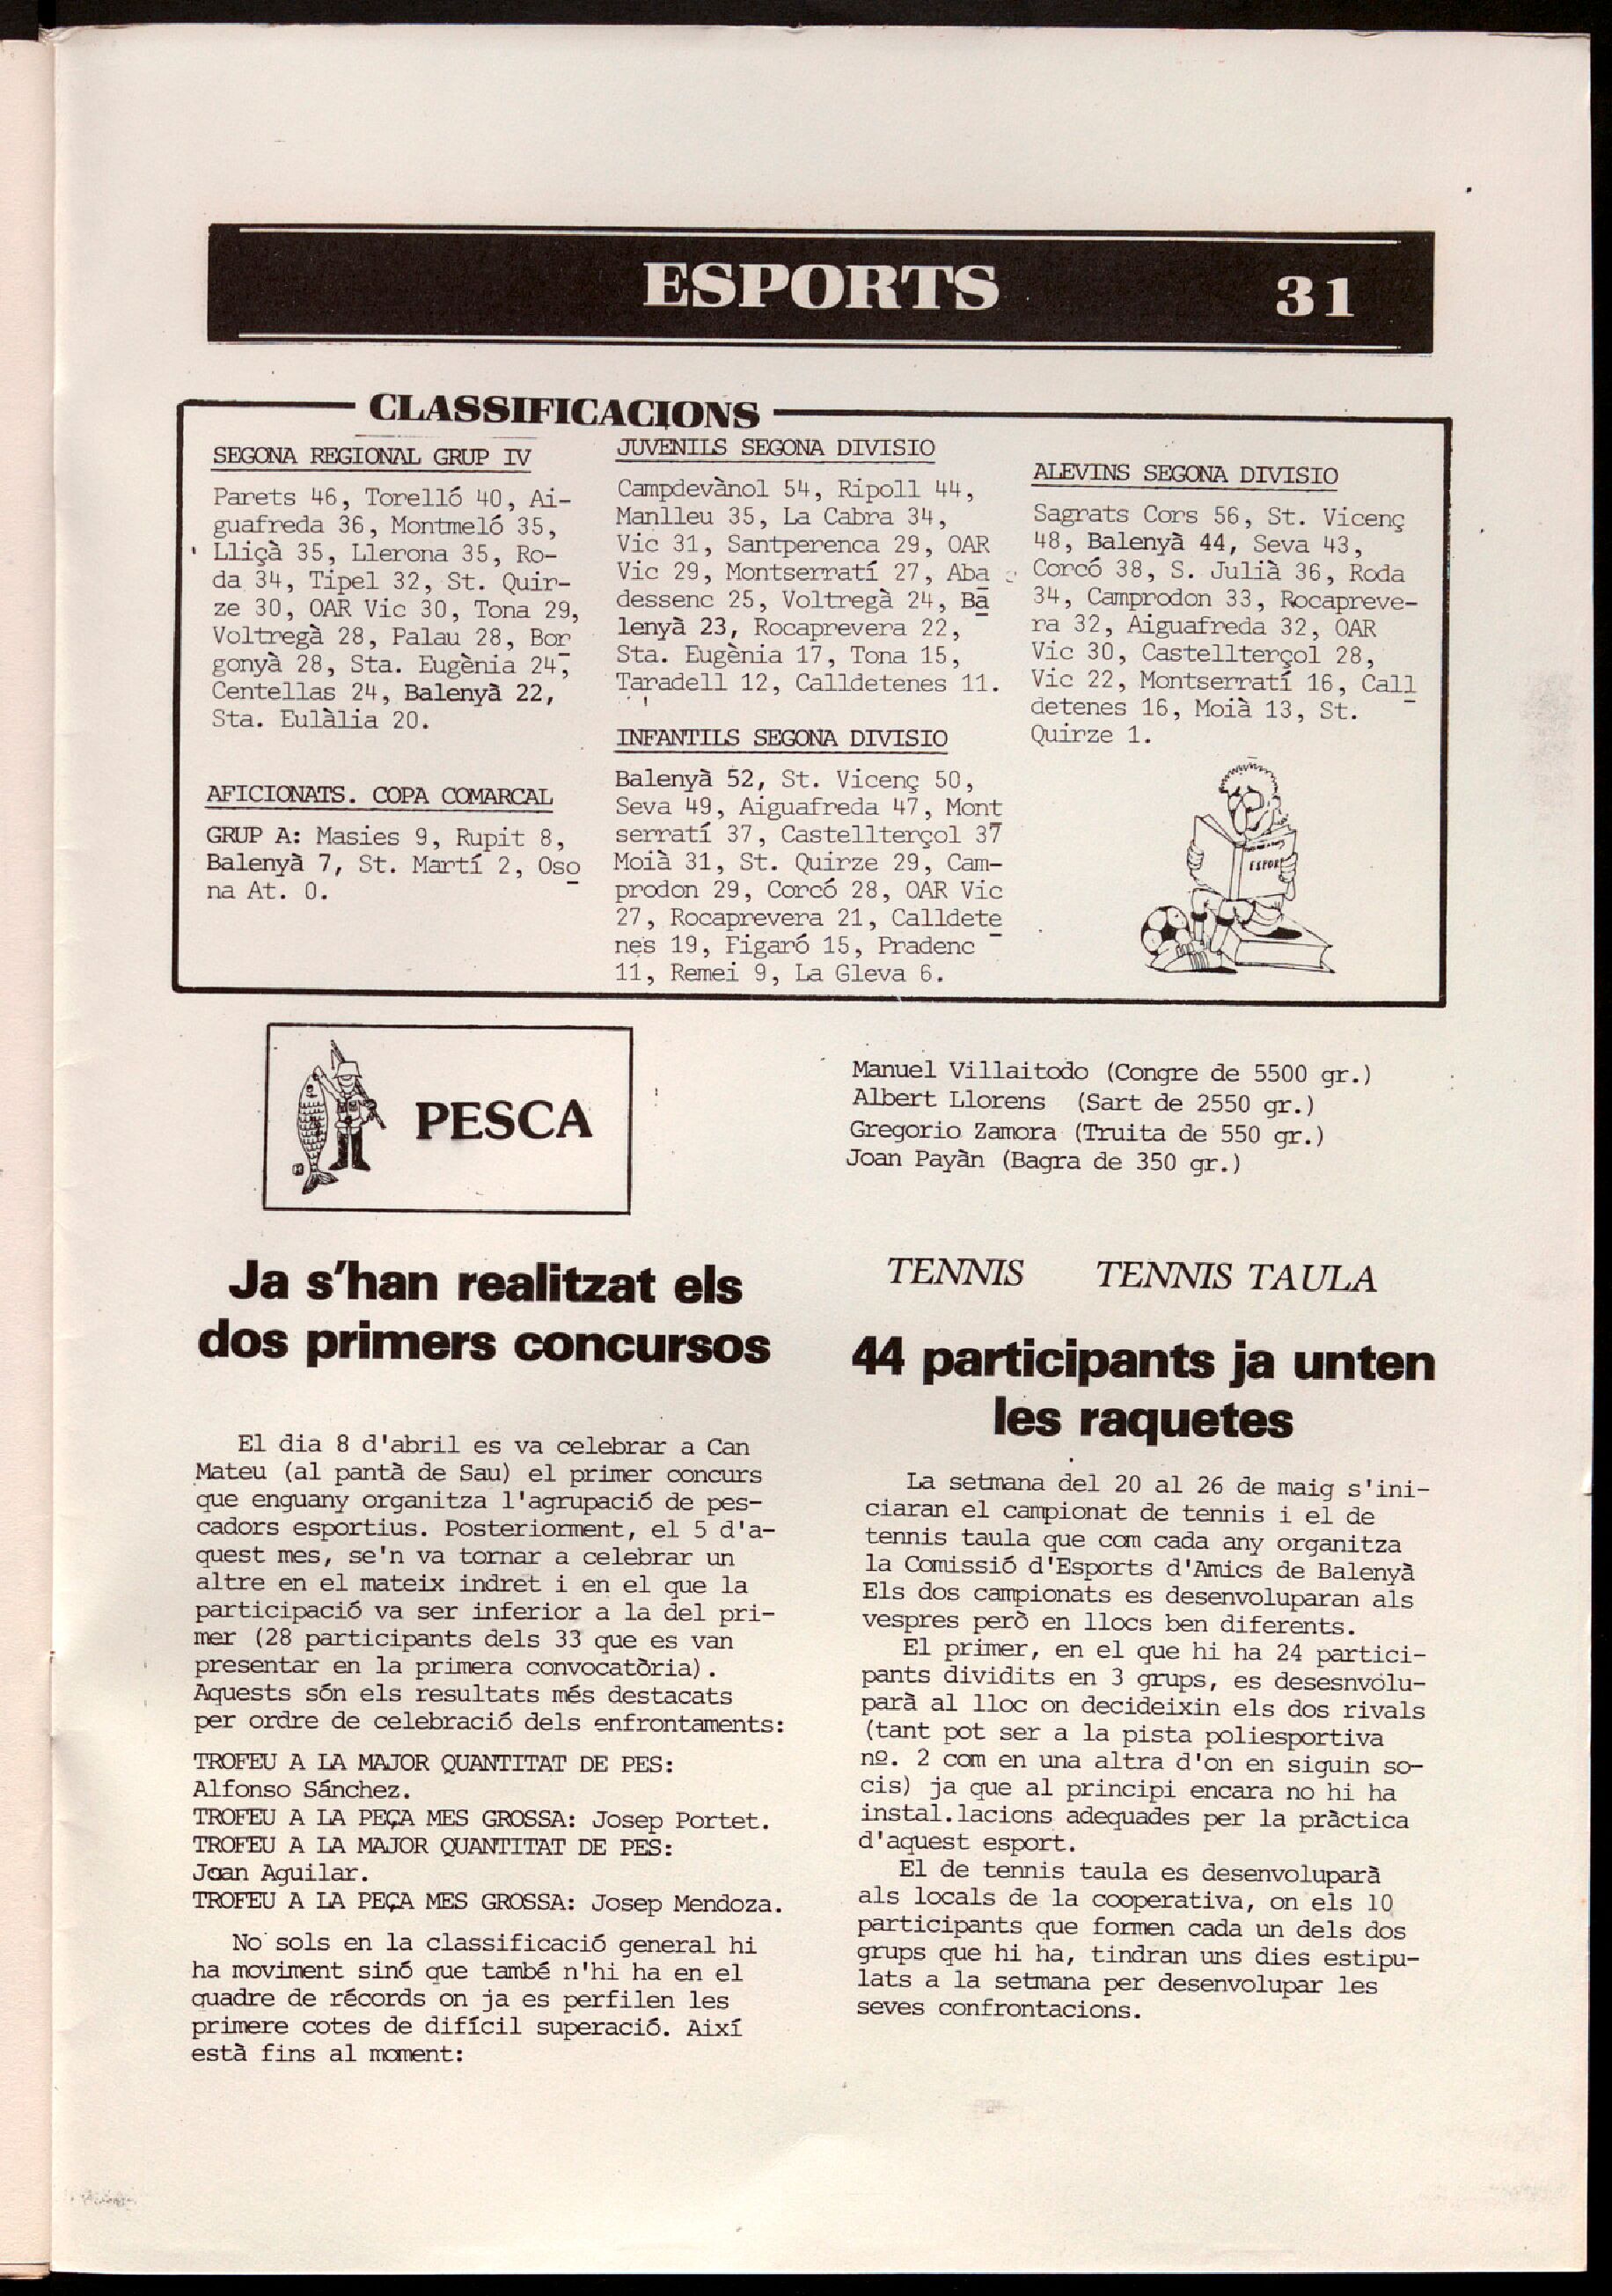 ESPORTS 31
CLASSIFICACIONS
SEGONA REGIONAL GRUP IV
Parets 46, Torelló 40, Ai-
guafreda 36, Montmeló 35,
Lliçà 35, Llerona 35, Ro-
da 34, Tipel 32, St. Quir-
ze 30, OAR Vic 30, Tona 29,
Voltregà 28, Palau 28, Bor
gonyà 28, Sta. Eugènia 24,
Centellas 24, Balenyà 22,
Sta. Eulàlia 20.
AFICIONATS. COPA COMARCAL
GRUP A: Masies 9, Rupit 8,
Balenyà 7, St. Martí 2, Oso
na At. 0.
JUVENILS SEGONA DIVISIO
Campdevànol 54, Ripoll 44,
Manlleu 35, La Cabra 34,
Vic 31, Santperenca 29, OAR
Vic 29, Montserratí 27, Aba
dessenc 25, Voltregà 24, Ba
lenyà 23, Rocaprevera 22,
Sta. Eugènia 17, Tona 15,
Taradell 12, Calldetenes 11.
INFANTILS SEGONA DIVISIO
Balenyà 52, St. Vicenç 50,
Seva 49, Aiguafreda 47, Mont
serratí 37, Castellterçol 37
Moià 31, St. Quirze 29, Cam-
prodon 29, Corcó 28, OAR Vic
27, Rocaprevera 21, Calldete
nes 19, Figaró 15, Pradenc
11, Remei 9, La Gleva 6.
ALEVINS SEGONA DIVISIO
Sagrats Cors 56, St. Vicenç
48, Balenyà 44, Seva 43,
Corcó 38, S. Julià 36, Roda
34, Camprodon 33, Rocapreve-
ra 32, Aiguafreda 32, OAR
Vic 30, Castellterçol 28,
Vic 22, Montserratí 16, Call
detenes 16, Moià 13, St.
Quirze 1.
ESPORT
PESCA
Ja s'han realitzat els
dos primers concursos
El dia 8 d'abril es va celebrar a Can
Mateu (al pantà de Sau) el primer concurs
que enguany organitza l'agrupació de pes-
cadors esportius. Posteriorment, el 5 d'a-
quest mes, se'n va tornar a celebrar un
altre en el mateix indret i en el que la
participació va ser inferior a la del pri-
mer (28 participants dels 33 que es van
presentar en la primera convocatòria).
Aquests són els resultats més destacats
per ordre de celebració dels enfrontaments:
TROFEU A LA MAJOR QUANTITAT DE PES:
Alfonso Sánchez.
TROFEU A LA PEÇA MES GROSSA: Josep Portet.
TROFEU A LA MAJOR QUANTITAT DE PES:
Joan Aguilar.
TROFEU A LA PEÇA MES GROSSA: Josep Mendoza.
No sols en la classificació general hi
ha moviment sinó que també n'hi ha en el
quadre de récords on ja es perfilen les
primere cotes de difícil superació. Així
està fins al moment:
Manuel Villaitodo (Congre de 5500 gr.)
Albert Llorens (Sart de 2550 gr.)
Gregorio Zamora (Truita de 550 gr.)
Joan Payàn (Bagra de 350 gr.)
TENNIS TENNIS TAULA
44 participants ja unten
les raquetes
La setmana del 20 al 26 de maig s'ini-
ciaran el campionat de tennis i el de
tennis taula que com cada any organitza
la Comissió d'Esports d'Amics de Balenyà
Els dos campionats es desenvoluparan als
vespres però en llocs ben diferents.
El primer, en el que hi ha 24 partici-
pants dividits en 3 grups, es desesnvolu-
parà al lloc on decideixin els dos rivals
(tant pot ser a la pista poliesportiva
nº. 2 com en una altra d'on en siguin so-
cis) ja que al principi encara no hi ha
instal.lacions adequades per la pràctica
d'aquest esport.
El de tennis taula es desenvoluparà
als locals de la cooperativa, on els 10
participants que formen cada un dels dos
grups que hi ha, tindran uns dies estipu-
lats a la setmana per desenvolupar les
seves confrontacions.